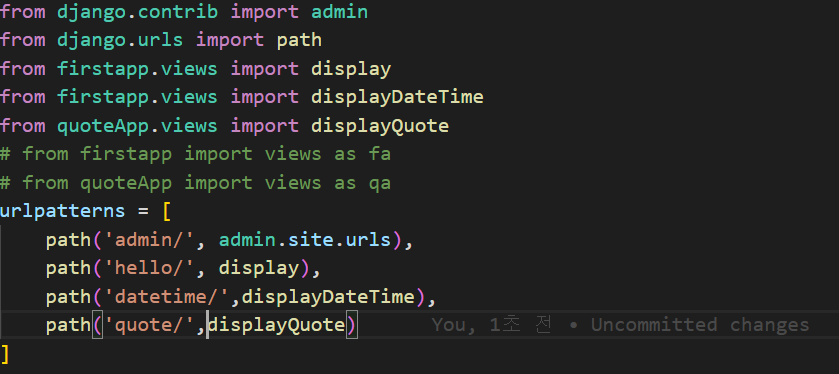 from django.contrib import admin
from django.urls import path
from firstapp.views import display
from firstapp.views import displayDateTime
from quoteApp.views import displayQuote
# from firstapp import views as fa
# from quoteApp import views as qa
urlpatterns = [
    path('admin/', admin.site.urls),
    path('hello/', display),
    path('datetime/',displayDateTime),
    path('quote/',displayQuote)      You, 1초 전 • Uncommitted changes
]